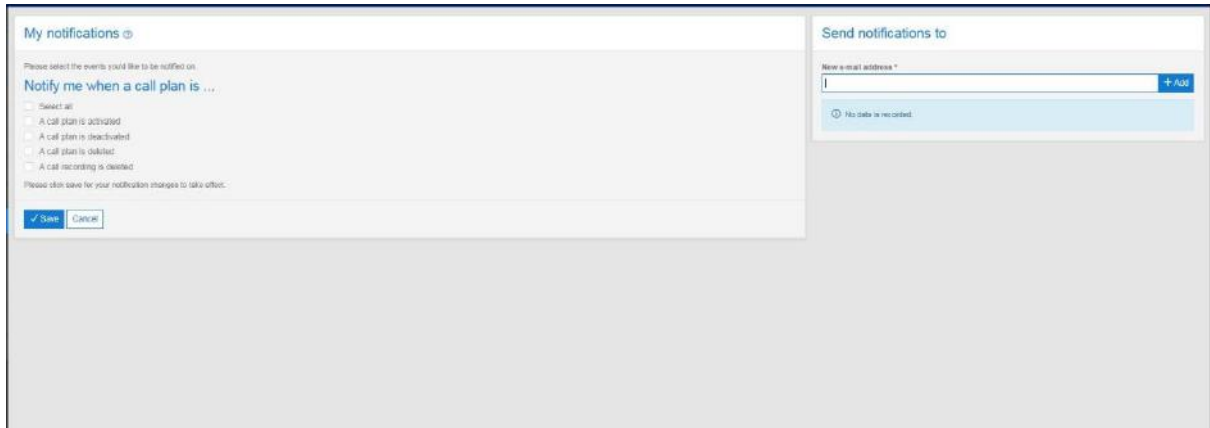 My notifications
Please select the events you'd like to be notified on.
Notify me when a call plan is ...
Select all
A call plan is activated
A call plan is deactivated
A call plan is deleted
A call recording is deleted
Please click save for your notification changes to take effect.
Save Cancel
Send notifications to
New e-mail address *
+ Add
No data is recorded.